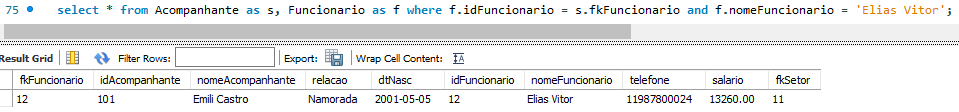 75 select * from Acompanhante as s, Funcionario as f where f.idFuncionario = s.fkFuncionario and f.nomeFuncionario = 'Elias Vitor';
Result Grid Filter Rows: Export: Wrap Cell Content:
fkFuncionario idAcompanhante nomeAcompanhante relacao dtNasc idFuncionario nomeFuncionario telefone salario fkSetor
12 101 Emili Castro Namorada 2001-05-05 12 Elias Vitor 11987800024 13260.00 11